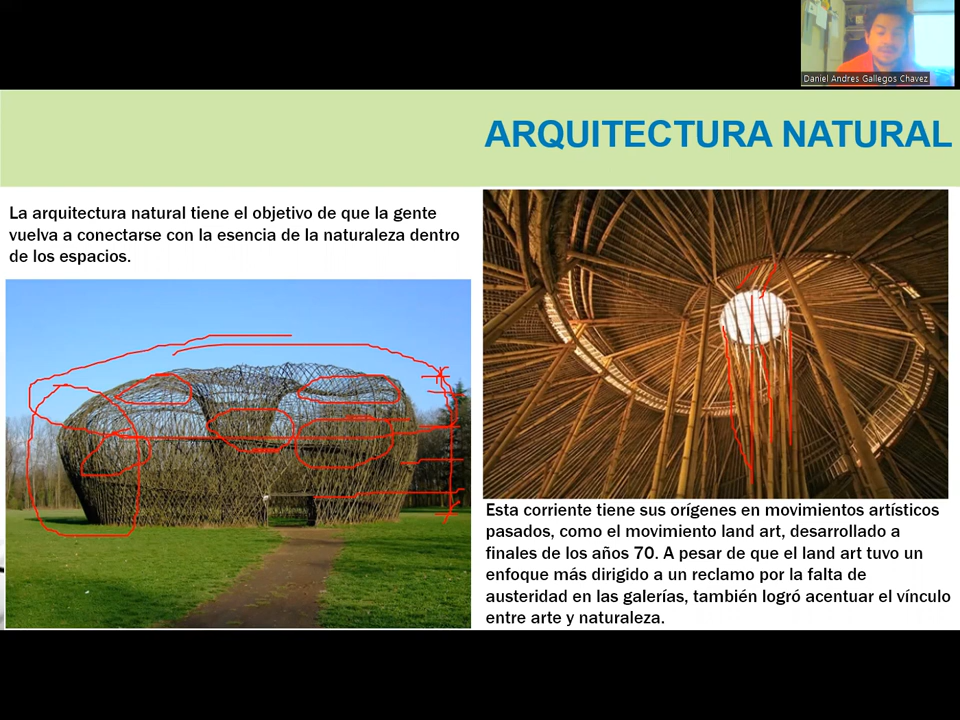 Daniel Andres Gallegos Chavez
ARQUITECTURA NATURAL
La arquitectura natural tiene el objetivo de que la gente
vuelva a conectarse con la esencia de la naturaleza dentro
de los espacios.
Esta corriente tiene sus orígenes en movimientos artísticos
pasados, como el movimiento land art, desarrollado a
finales de los años 70. A pesar de que el land art tuvo un
enfoque más dirigido a un reclamo por la falta de
austeridad en las galerías, también logró acentuar el vínculo
entre arte y naturaleza.